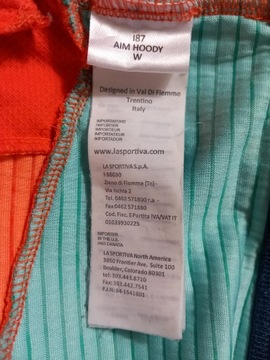 I87
AIM HOODY
W
Designed in Val Di Fiemme
Trentino
Italy
IMPORTATORE
IMPORTER
IMPORTEUR
IMPORTADOR
www.lasportiva.com
LA SPORTIVA S.p.A.
I-38030
Ziano di Fiemme (Tn)
Via Ischia 2
Tel. 0462 571800 r.a.
Fax 0462 571880
Cod. Fisc. E Partita IVA/VAT IT
01039930225
IMPORTER
IN THE U.S.
AND CANADA
LA SPORTIVA North America
3850 Frontier Ave. Suite 100
Boulder, Colorado 80301
tel: 303.443.8710
Fax: 303.442.7541